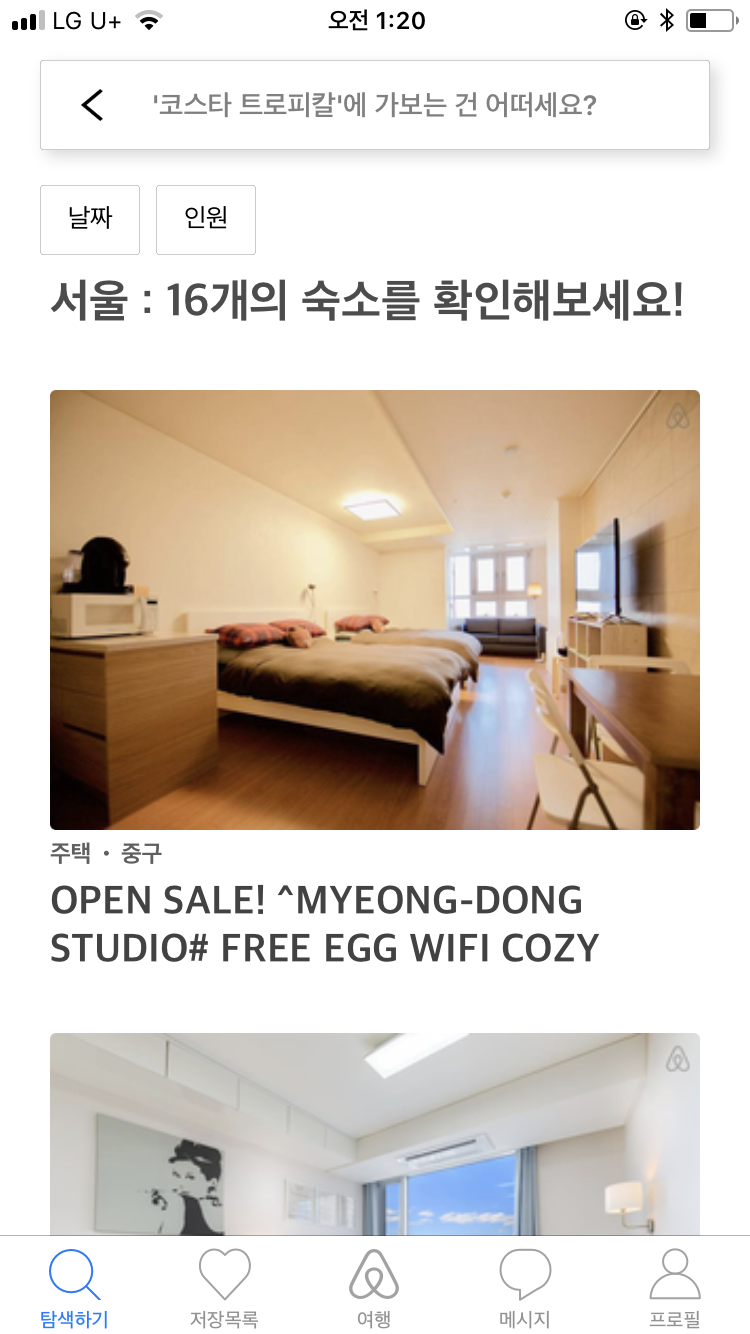 LG U+ 오전 1:20
'코스타 트로피칼'에 가보는 건 어떠세요?
날짜 인원
서울 : 16개의 숙소를 확인해보세요!
주택 · 중구
OPEN SALE! ^MYEONG-DONG
STUDIO# FREE EGG WIFI COZY
탐색하기 저장목록 여행 메시지 프로필